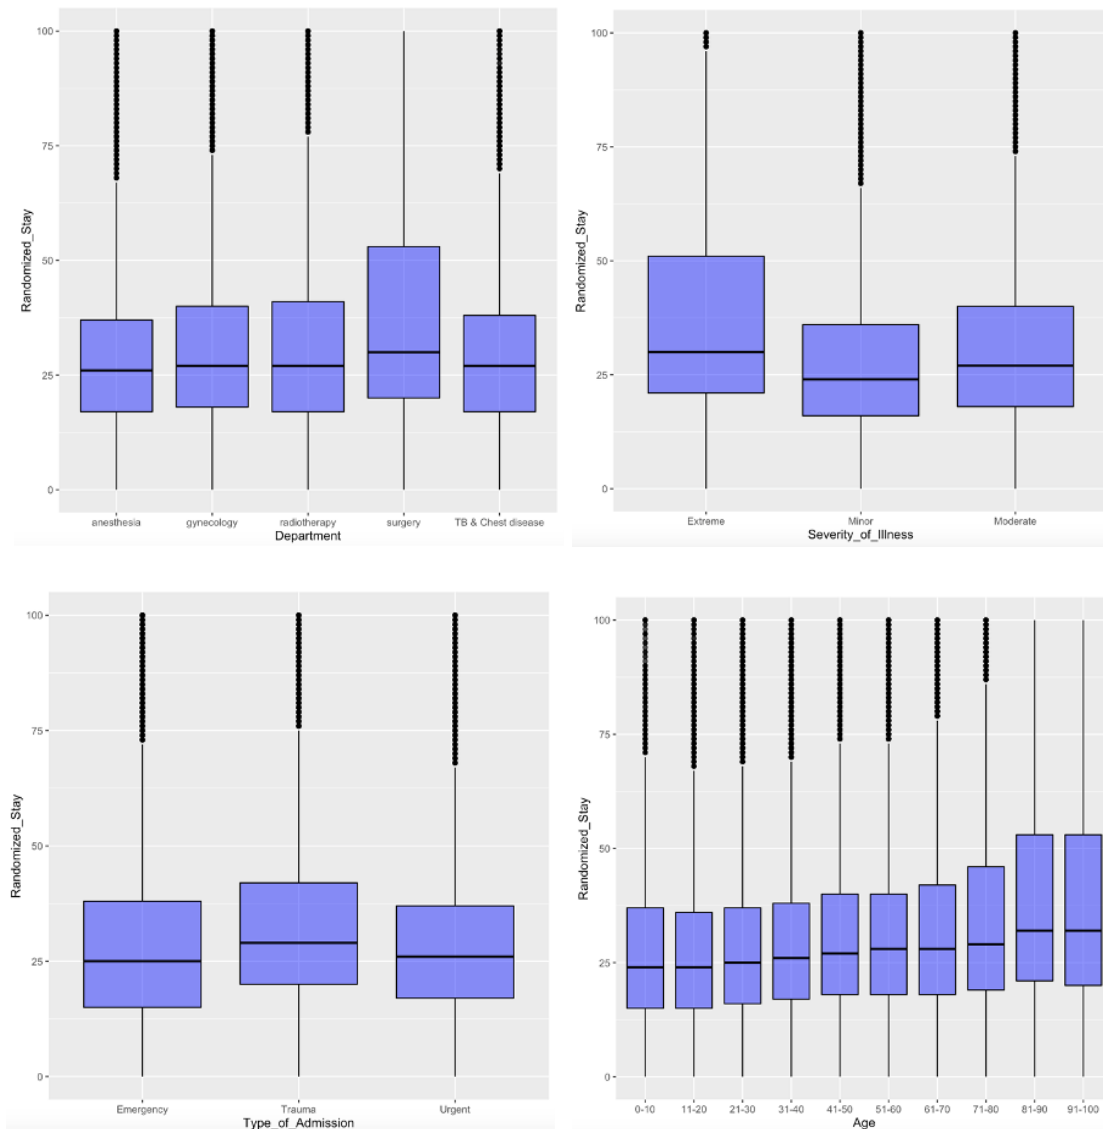 100
75
50
25
0
Randomized_Stay
anesthesia gynecology radiotherapy surgery TB & Chest disease
Department
100
75
50
25
0
Randomized_Stay
Extreme Minor Moderate
Severity_of_Illness
100
75
50
25
0
Randomized_Stay
Emergency Trauma Urgent
Type_of_Admission
100
75
50
25
0
Randomized_Stay
0-10 11-20 21-30 31-40 41-50 51-60 61-70 71-80 81-90 91-100
Age